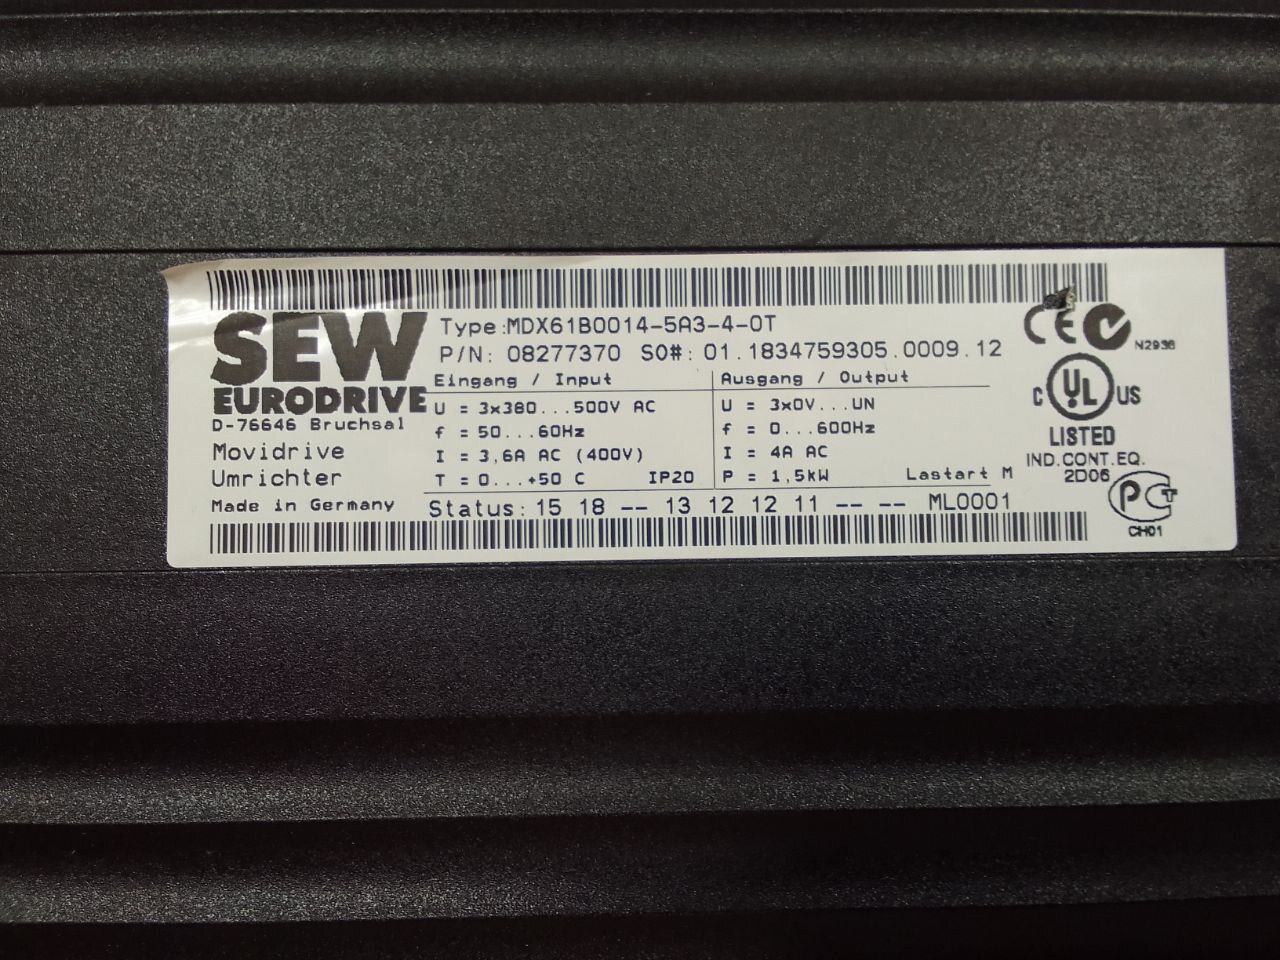 SEW
EURODRIVE
D-76646 Bruchsal
Movidrive
Umrichter
Made in Germany
Type:MDX61B0014-5A3-4-0T
P/N: 08277370 SO#: 01.1834759305.0009.12
Eingang / Input
U = 3x380...500V AC
f = 50...60Hz
I = 3,6A AC (400V)
T = 0...+50 C IP20
Ausgang / Output
U = 3x0V...UN
f = 0...600Hz
I = 4A AC
P = 1,5kW Lastart M
Status: 15 18 -- 13 12 12 11 -- -- ML0001
CE
N2936
C UL US
LISTED
IND.CONT.EQ.
2D06
PCT
CH01